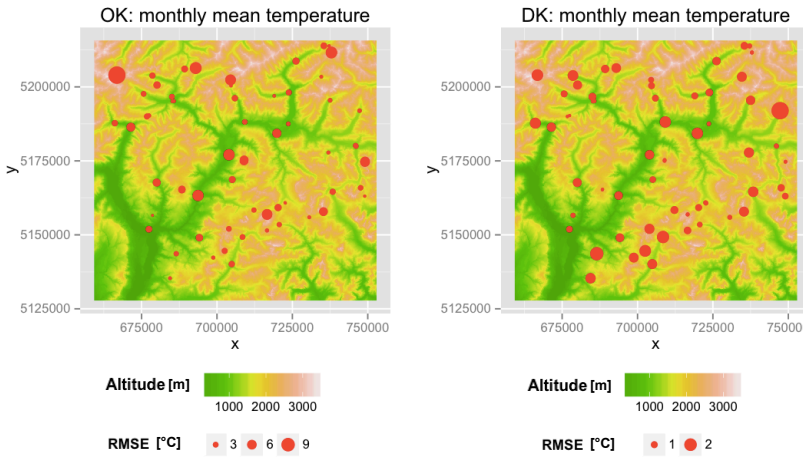 OK: monthly mean temperature
5200000
5175000
5150000
5125000
y
675000 700000 725000 750000
x
Altitude [m]
1000 2000 3000
RMSE [°C]
3 6 9
DK: monthly mean temperature
5200000
5175000
5150000
5125000
y
675000 700000 725000 750000
x
Altitude [m]
1000 2000 3000
RMSE [°C]
1 2